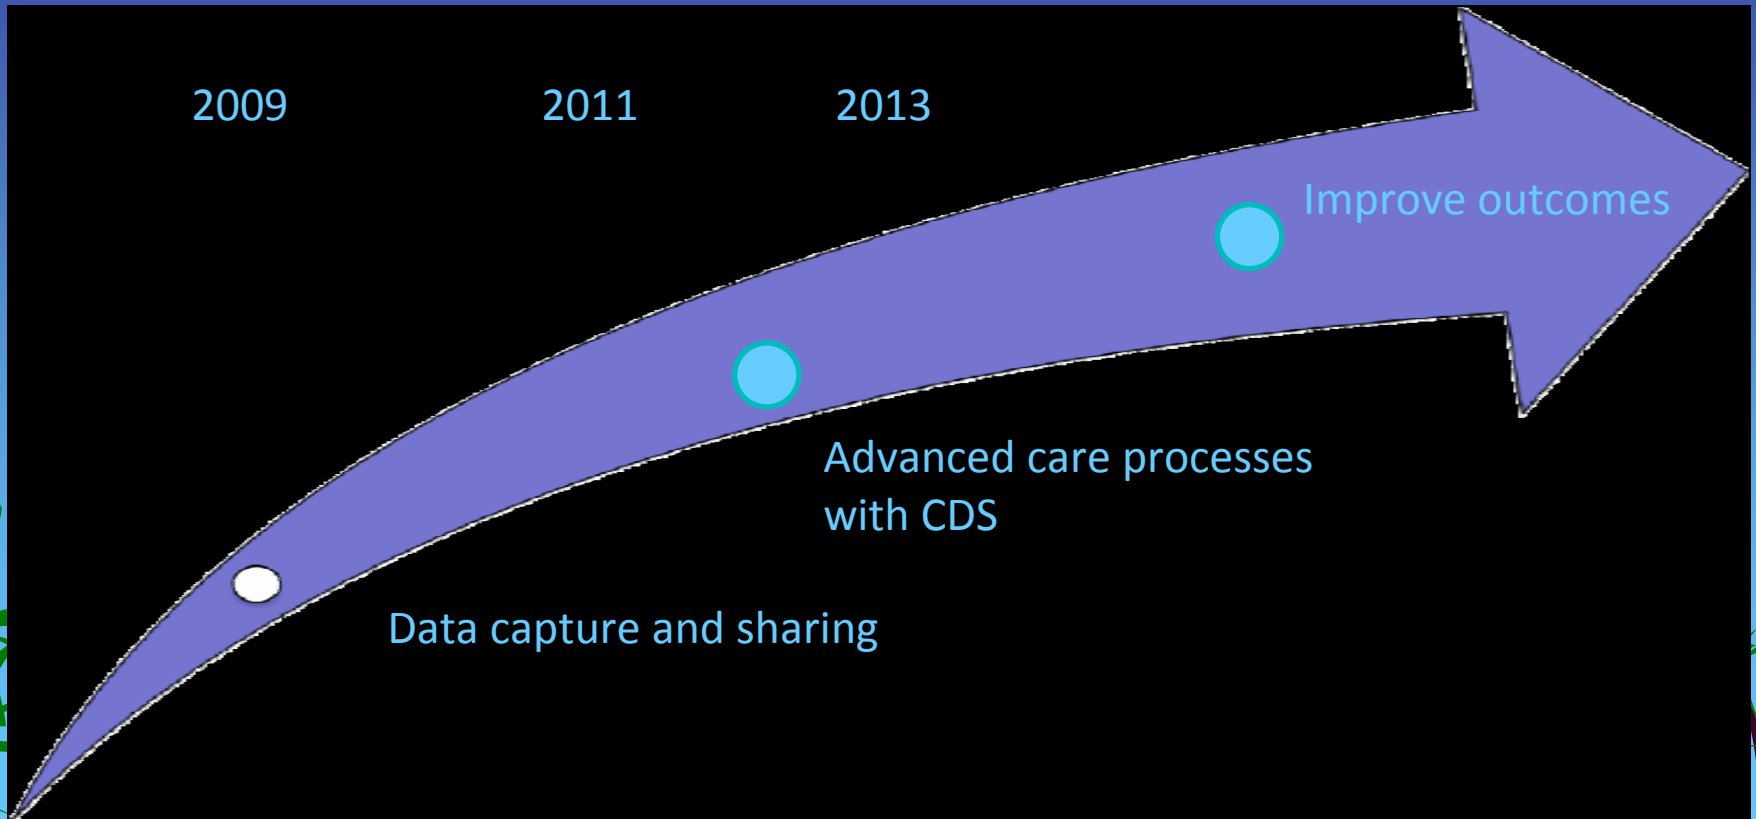 2009 2011 2013
Improve outcomes
Advanced care processes
with CDS
Data capture and sharing